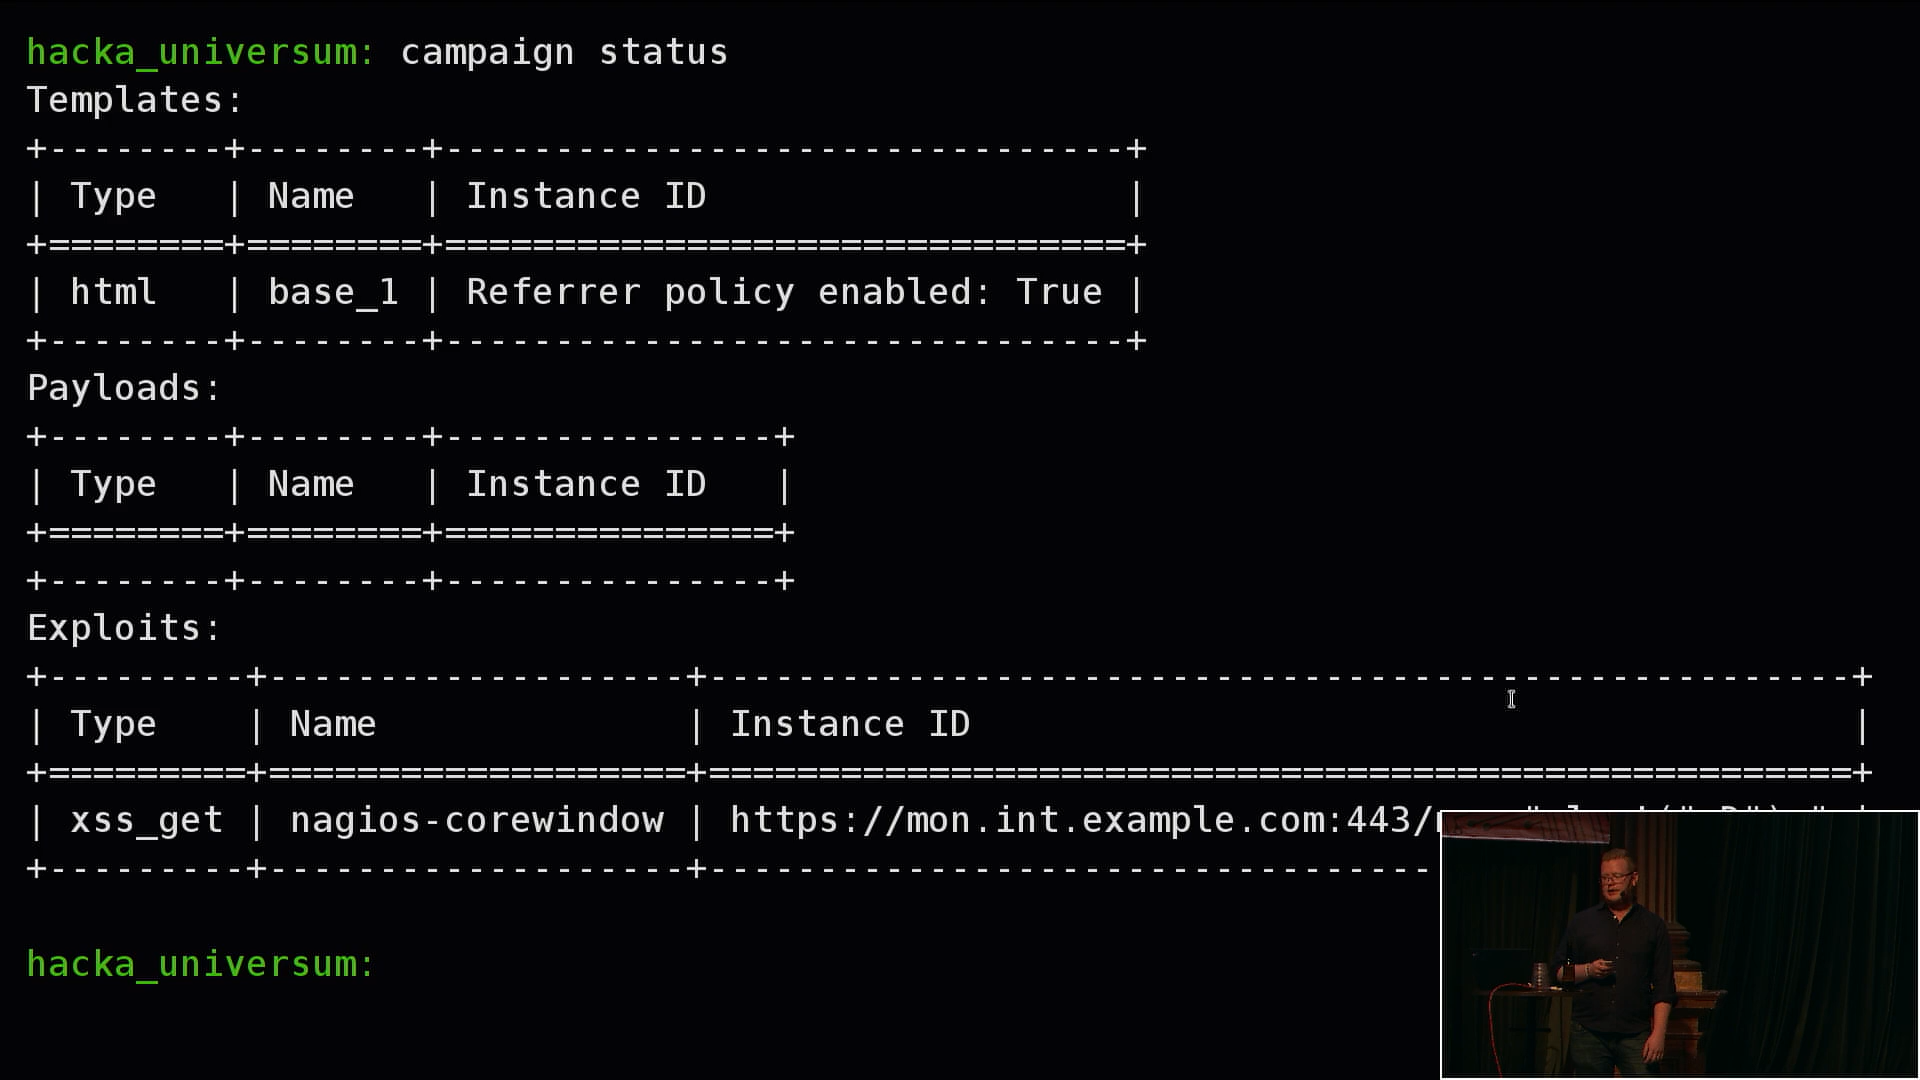 hacka_universum: campaign status
Templates:
+--------+--------+-------------------------------+
| Type   | Name   | Instance ID                   |
+========+========+===============================+
| html   | base_1 | Referrer policy enabled: True |
+--------+--------+-------------------------------+
Payloads:
+--------+--------+---------------+
| Type   | Name   | Instance ID   |
+========+========+===============+
+--------+--------+---------------+
Exploits:
+---------+-------------------+----------------------------------------------------+
| Type    | Name              | Instance ID                                        |
+=========+===================+====================================================+
| xss_get | nagios-corewindow | https://mon.int.example.com:443/
+---------+-------------------+---------------------------------
hacka_universum: